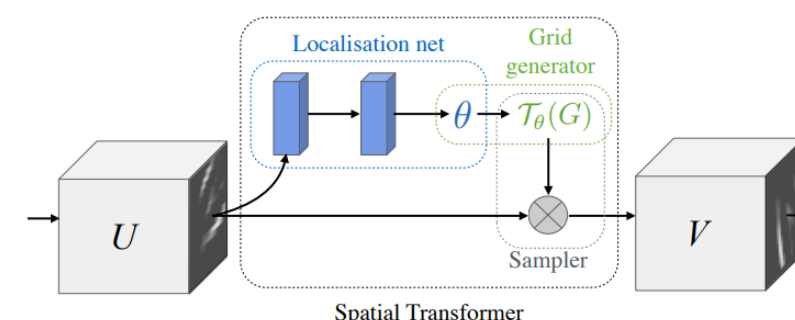 Localisation net
Grid
generator
θ
𝒯θ(G)
U
V
Sampler
Spatial Transformer